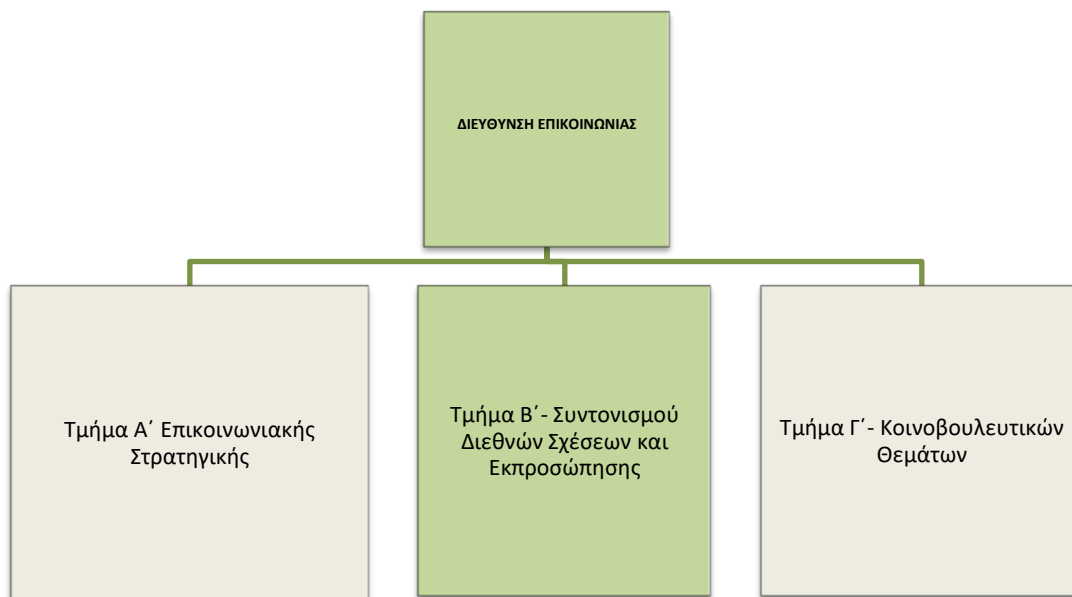 ΔΙΕΥΘΥΝΣΗ ΕΠΙΚΟΙΝΩΝΙΑΣ
Τμήμα Α΄ Επικοινωνιακής
Στρατηγικής
Τμήμα Β΄- Συντονισμού
Διεθνών Σχέσεων και
Εκπροσώπησης
Τμήμα Γ΄- Κοινοβουλευτικών
Θεμάτων